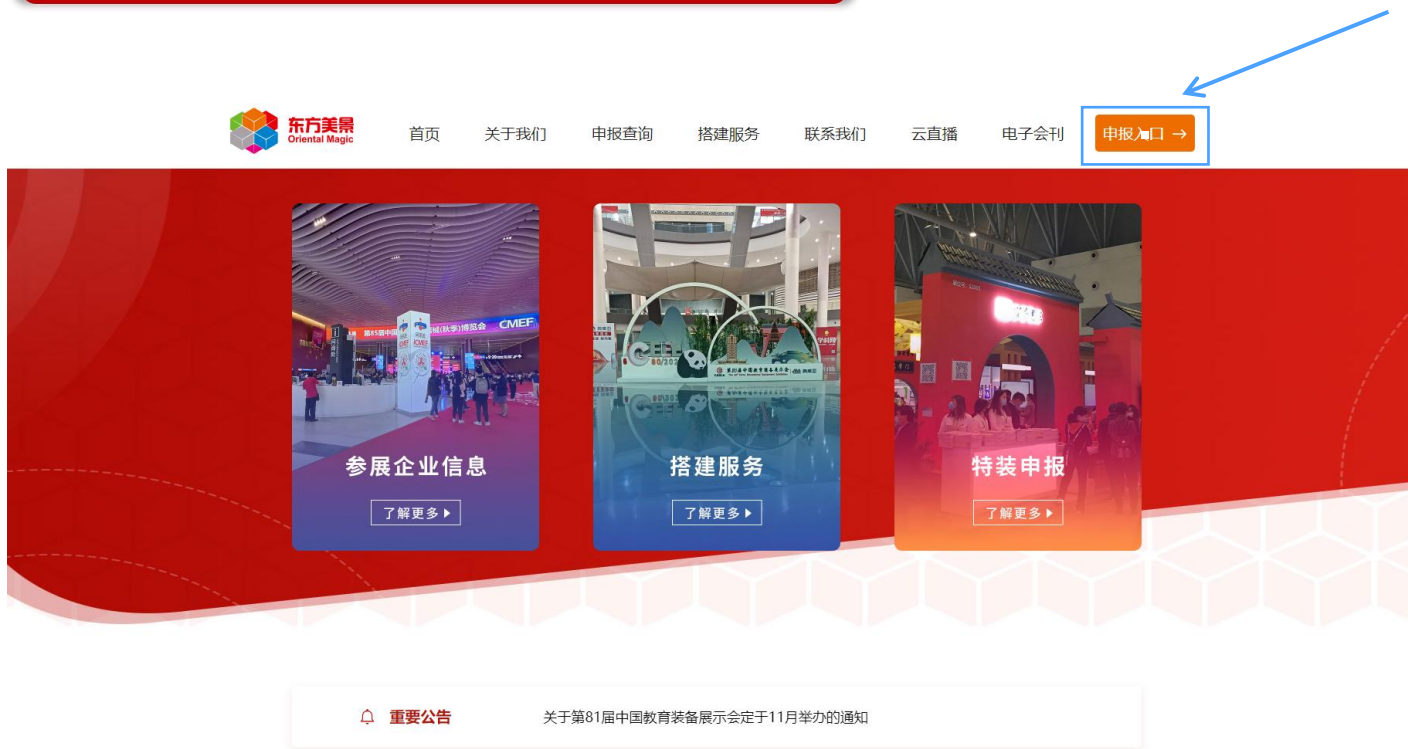 东方美景
Oriental Magic
首页
关于我们
申报查询
搭建服务
联系我们
云直播
电子会刊
申报入口 →
CMEF
参展企业信息
了解更多
搭建服务
了解更多
特装申报
了解更多
重要公告
关于第81届中国教育装备展示会定于11月举办的通知